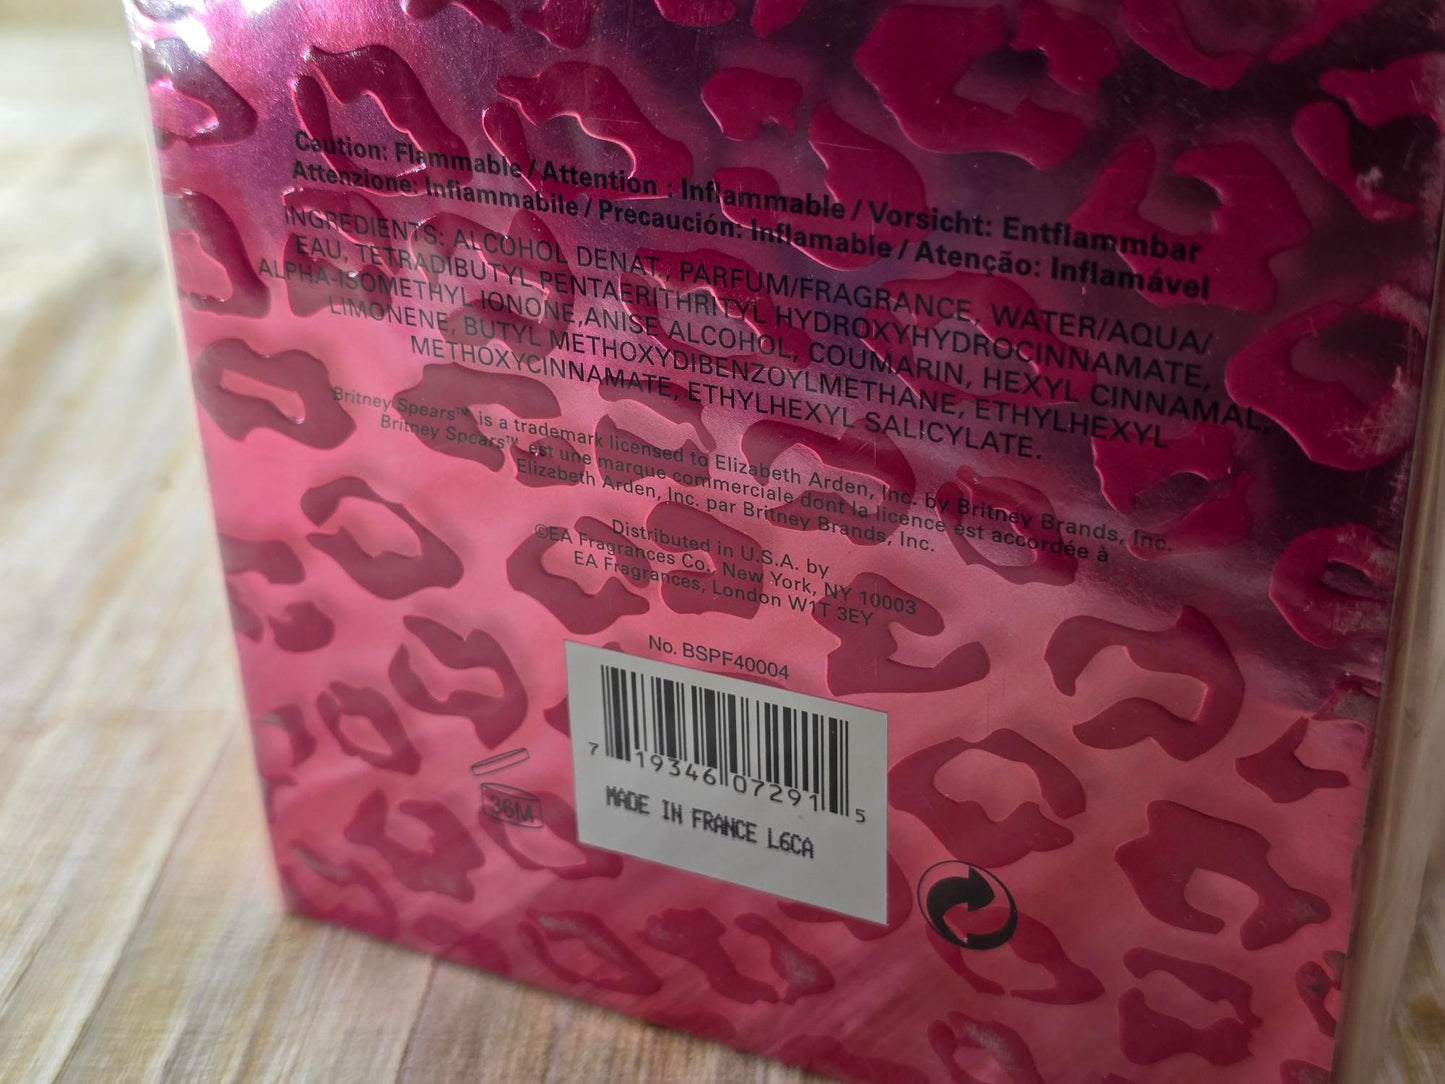 Caution: Flammable / Attention : Inflammable / Vorsicht: Entflammbar
Attenzione: Infiammabile / Precaución: Inflamable / Atenção: Inflamável
INGREDIENTS: ALCOHOL DENAT., PARFUM/FRAGRANCE, WATER/AQUA/
EAU, TETRADIBUTYL PENTAERITHRITYL HYDROXYHYDROCINNAMATE,
ALPHA-ISOMETHYL IONONE,ANISE ALCOHOL, COUMARIN, HEXYL CINNAMAL,
LIMONENE, BUTYL METHOXYDIBENZOYLMETHANE, ETHYLHEXYL
METHOXYCINNAMATE, ETHYLHEXYL SALICYLATE.
Britney Spears™ is a trademark licensed to Elizabeth Arden, Inc. by Britney Brands, Inc.
Britney Spears™ est une marque commerciale dont la licence est accordée à
Elizabeth Arden, Inc. par Britney Brands, Inc.
Distributed in U.S.A. by
©EA Fragrances Co., New York, NY 10003
EA Fragrances, London W1T 3EY
No. BSPF40004
7 19346 07291 5
MADE IN FRANCE L6CA
36M